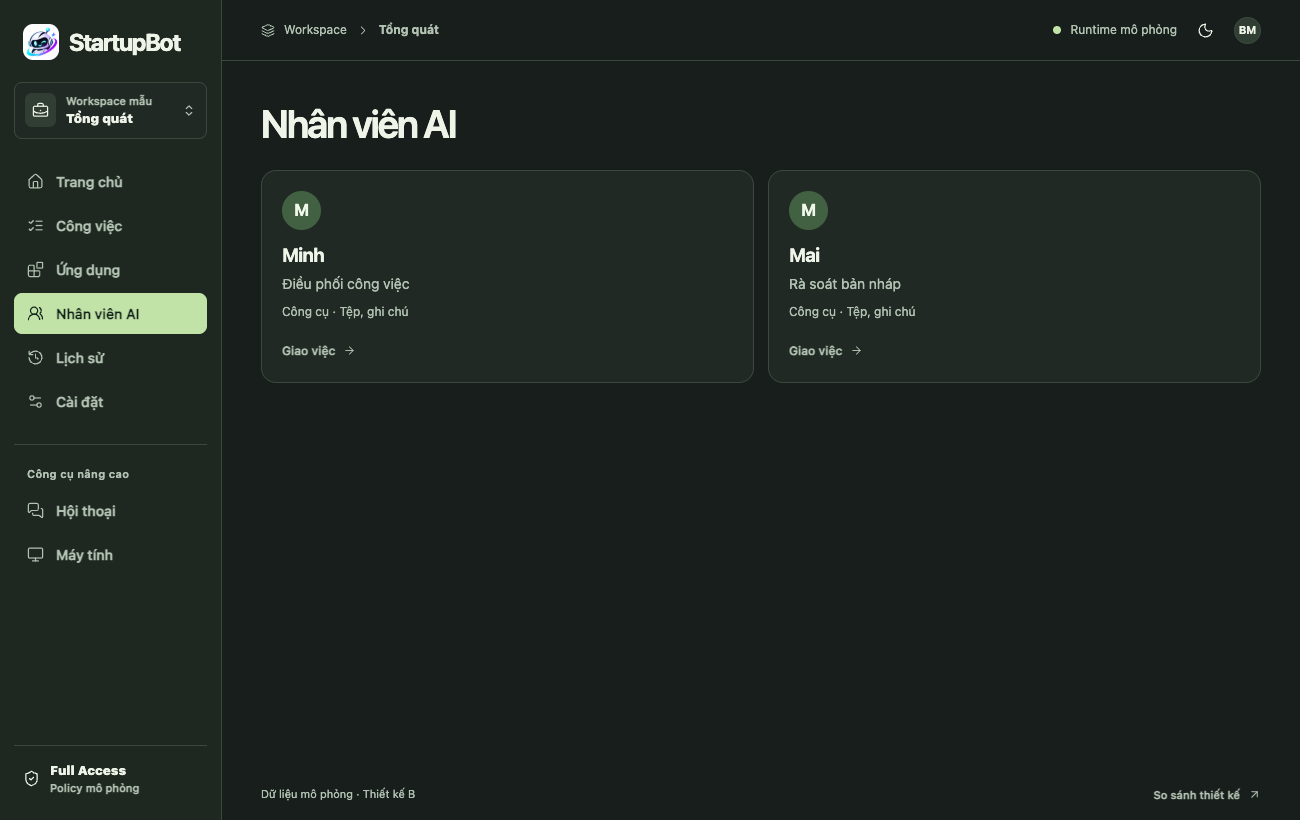 StartupBot
Workspace mẫu
Tổng quát
Trang chủ
Công việc
Ứng dụng
Nhân viên AI
Lịch sử
Cài đặt
Công cụ nâng cao
Hội thoại
Máy tính
Full Access
Policy mô phỏng
Workspace > Tổng quát
Runtime mô phỏng
BM
Nhân viên AI
M
Minh
Điều phối công việc
Công cụ · Tệp, ghi chú
Giao việc →
M
Mai
Rà soát bản nháp
Công cụ · Tệp, ghi chú
Giao việc →
Dữ liệu mô phỏng · Thiết kế B
So sánh thiết kế ↗